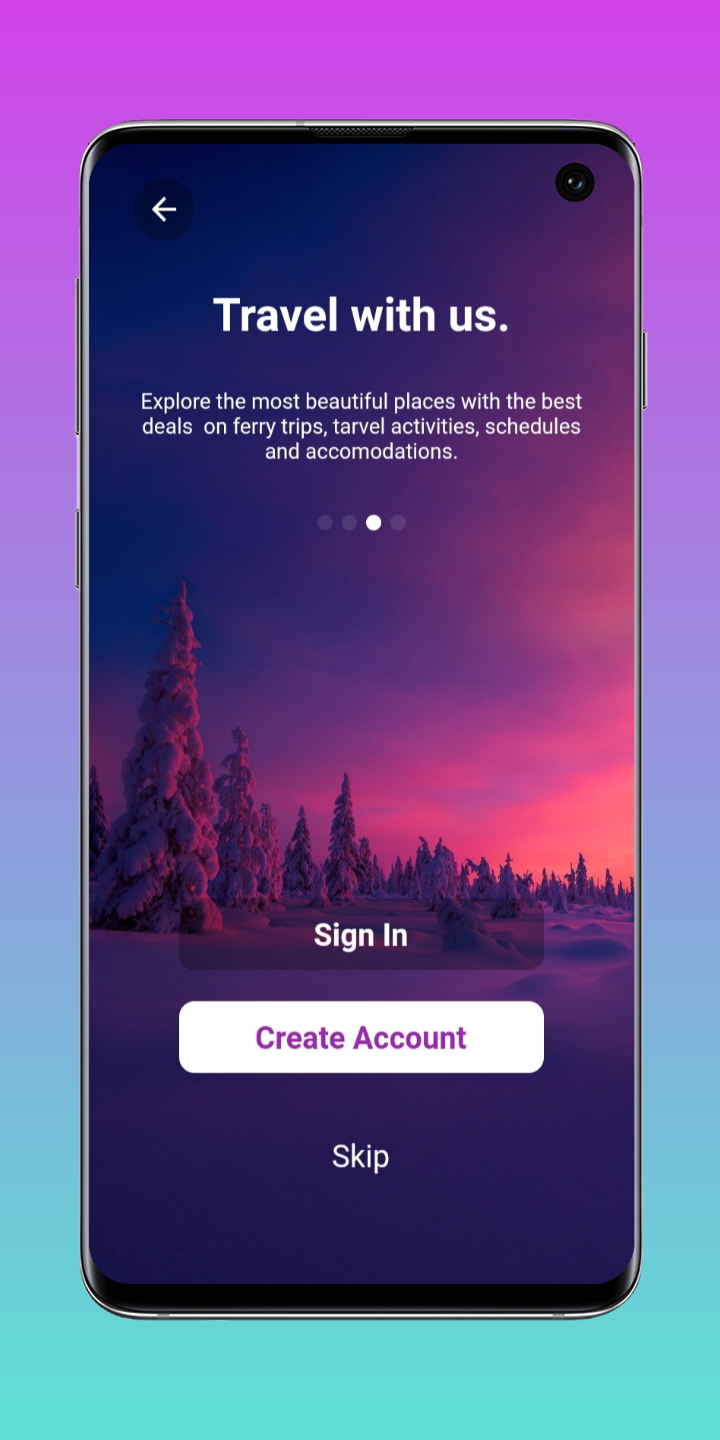 Travel with us.
Explore the most beautiful places with the best
deals  on ferry trips, tarvel activities, schedules
and accomodations.
Sign In
Create Account
Skip